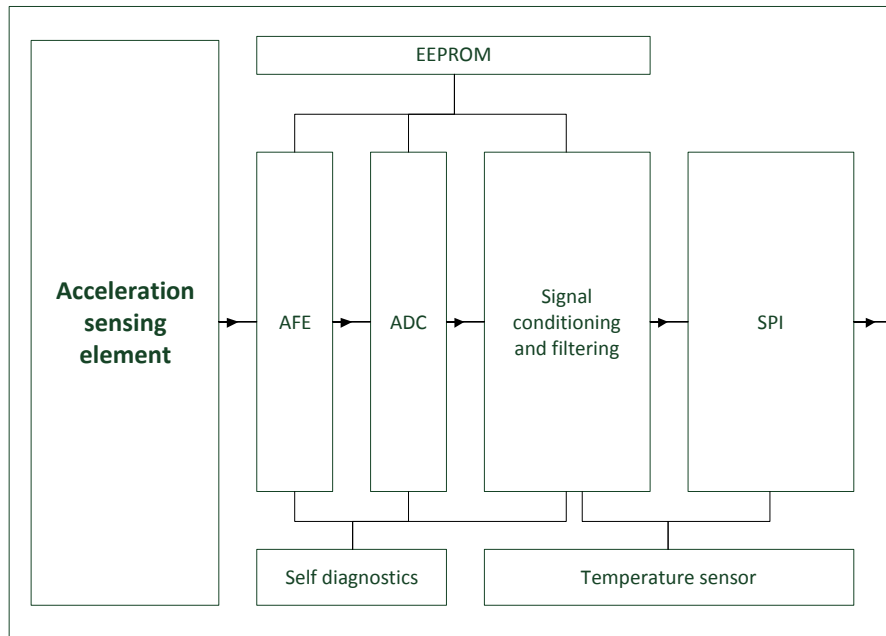 EEPROM
Acceleration
sensing
element
AFE
ADC
Signal
conditioning
and filtering
SPI
Self diagnostics
Temperature sensor